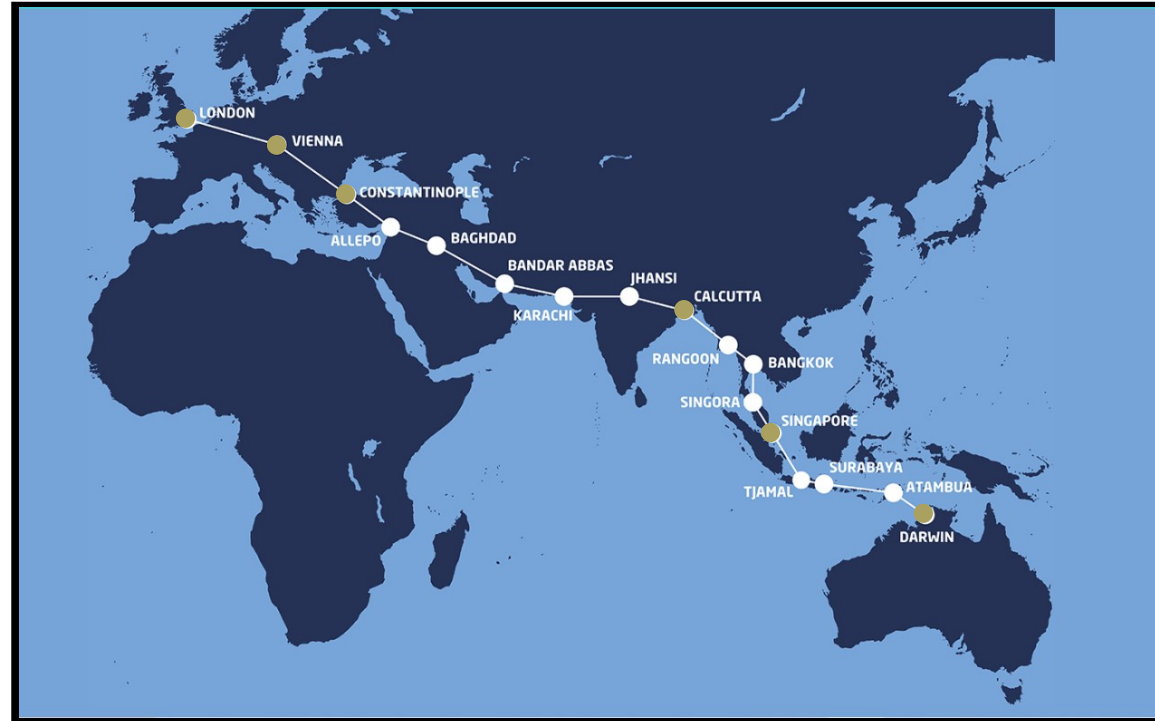 LONDON
VIENNA
CONSTANTINOPLE
ALLEPO
BAGHDAD
BANDAR ABBAS
KARACHI
JHANSI
CALCUTTA
RANGOON
BANGKOK
SINGORA
SINGAPORE
TJAMAL
SURABAYA
ATAMBUA
DARWIN